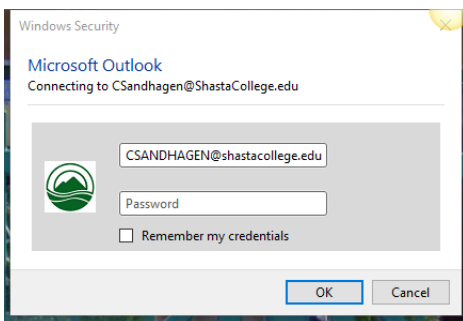 Windows Security
Microsoft Outlook
Connecting to CSandhagen@ShastaCollege.edu
CSANDHAGEN@shastacollege.edu
Password
Remember my credentials
OK
Cancel